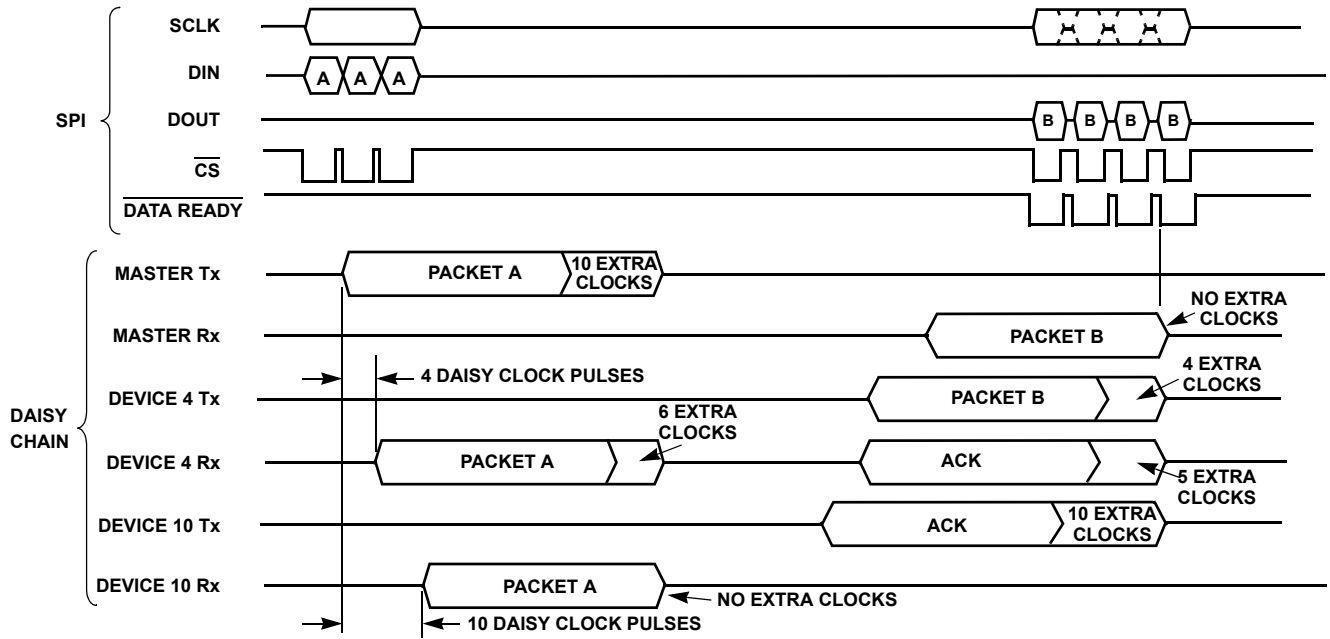 SCLK
DIN
A A A
SPI
DOUT
B B B B
CS
DATA READY
MASTER Tx
PACKET A
10 EXTRA
CLOCKS
MASTER Rx
PACKET B
NO EXTRA
CLOCKS
4 DAISY CLOCK PULSES
DAISY
CHAIN
DEVICE 4 Tx
PACKET B
4 EXTRA
CLOCKS
DEVICE 4 Rx
PACKET A
6 EXTRA
CLOCKS
ACK
5 EXTRA
CLOCKS
DEVICE 10 Tx
ACK
10 EXTRA
CLOCKS
DEVICE 10 Rx
PACKET A
NO EXTRA CLOCKS
10 DAISY CLOCK PULSES